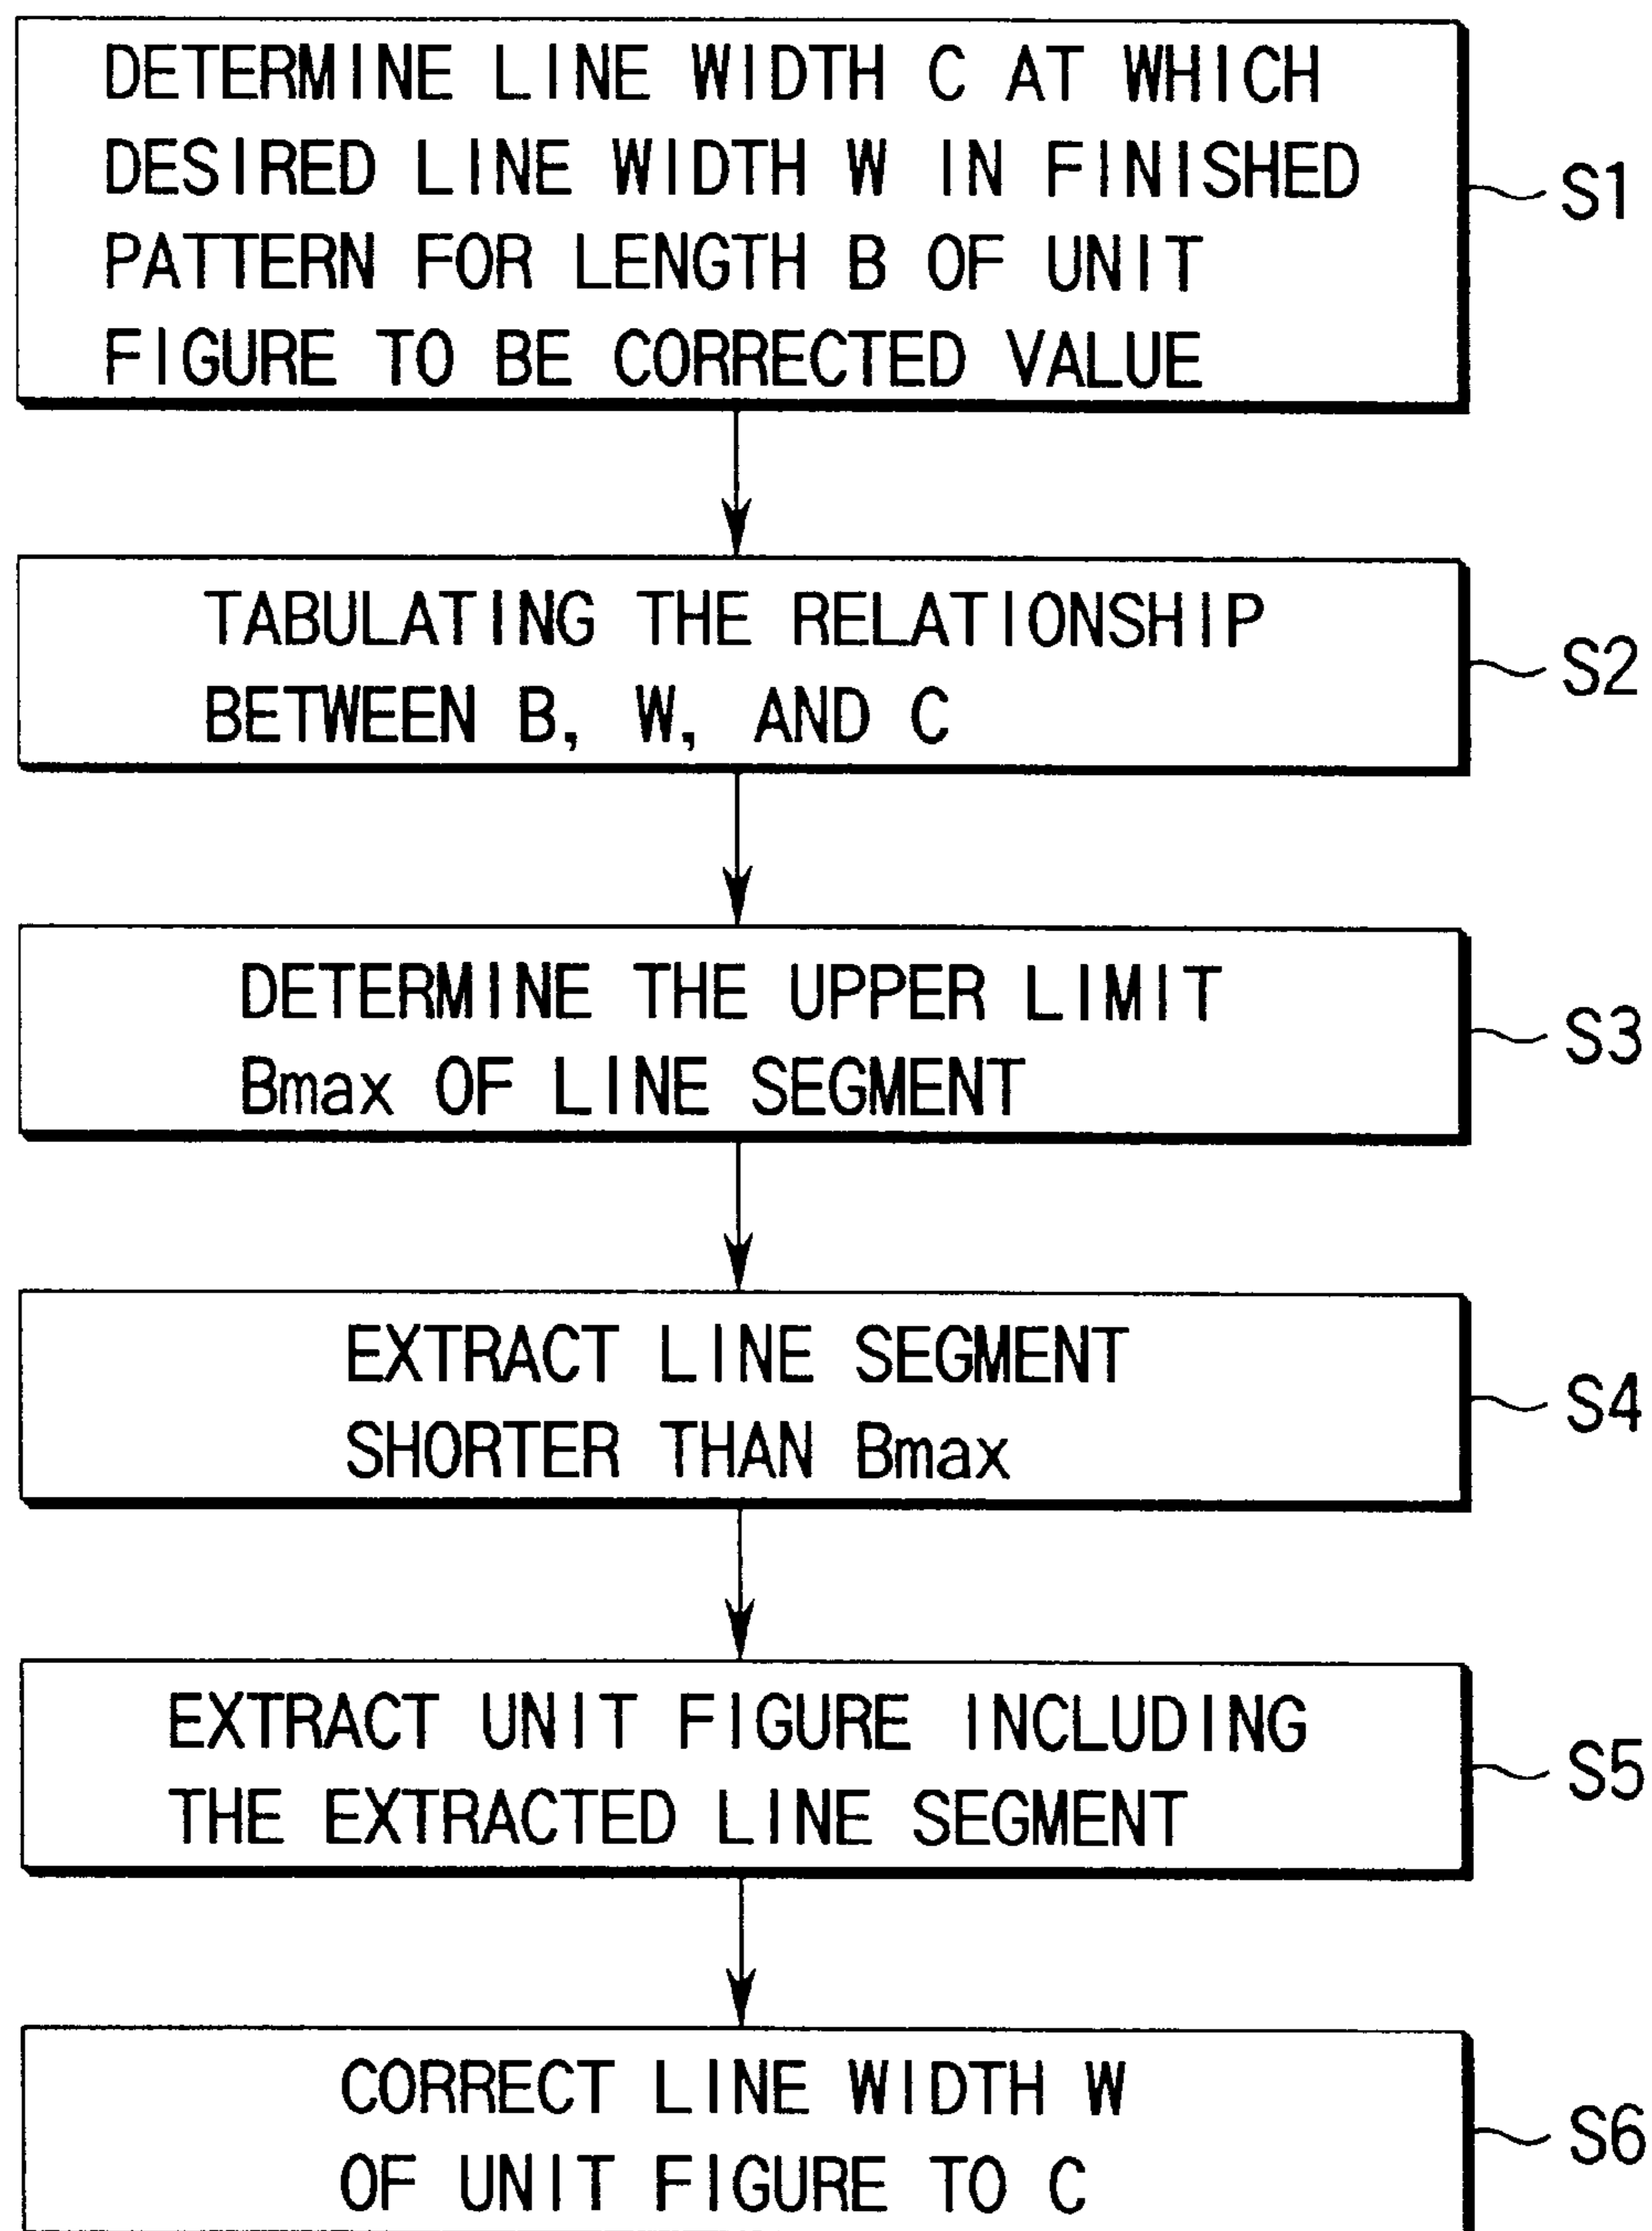 DETERMINE LINE WIDTH C AT WHICH
DESIRED LINE WIDTH W IN FINISHED
PATTERN FOR LENGTH B OF UNIT
FIGURE TO BE CORRECTED VALUE
S1
TABULATING THE RELATIONSHIP
BETWEEN B, W, AND C
S2
DETERMINE THE UPPER LIMIT
Bmax OF LINE SEGMENT
S3
EXTRACT LINE SEGMENT
SHORTER THAN Bmax
S4
EXTRACT UNIT FIGURE INCLUDING
THE EXTRACTED LINE SEGMENT
S5
CORRECT LINE WIDTH W
OF UNIT FIGURE TO C
S6